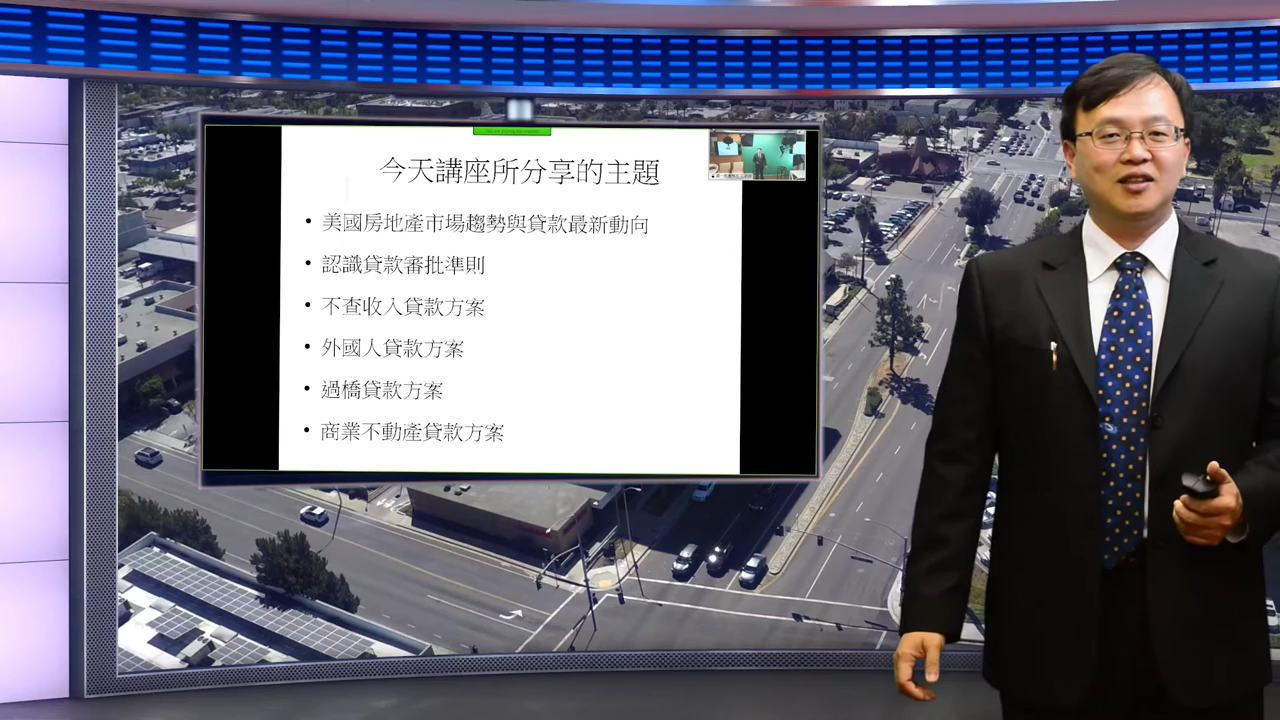 今天講座所分享的主題
• 美國房地產市場趨勢與貸款最新動向
• 認識貸款審批準則
• 不查收入貸款方案
• 外國人貸款方案
• 過橋貸款方案
• 商業不動產貸款方案